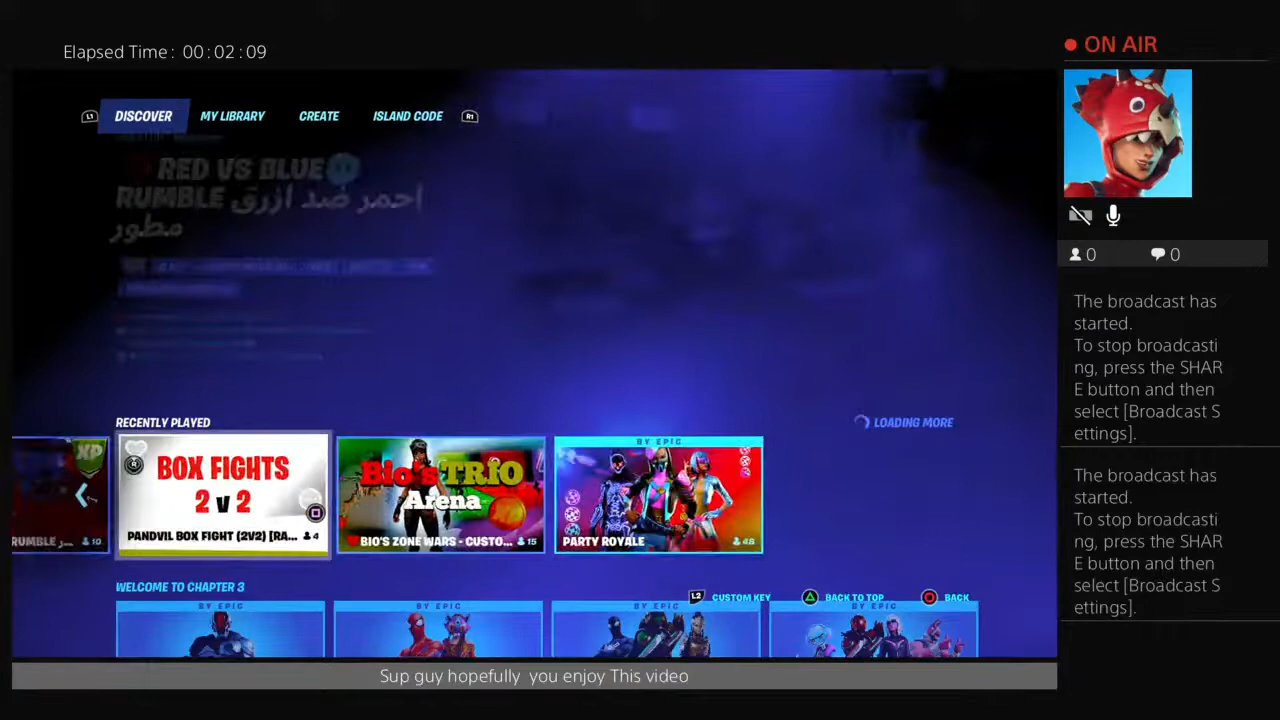 Elapsed Time: 00:02:09
ON AIR
L1 DISCOVER MY LIBRARY CREATE ISLAND CODE R1
RED VS BLUE
RUMBLE احمر ضد ازرق
مطور
0 0
The broadcast has
started.
To stop broadcasti
ng, press the SHAR
E button and then
select [Broadcast S
ettings].
The broadcast has
started.
To stop broadcasti
ng, press the SHAR
E button and then
select [Broadcast S
ettings].
RECENTLY PLAYED
LOADING MORE
XP
RUMBLE 10
BOX FIGHTS
2 v 2
PANDVIL BOX FIGHT (2V2) [RA... 4
Bio's TRIO
Arena
BIO'S ZONE WARS - CUSTO... 15
BY EPIC
PARTY ROYALE 48
WELCOME TO CHAPTER 3
L2 CUSTOM KEY BACK TO TOP BACK
BY EPIC BY EPIC BY EPIC BY EPIC
Sup guy hopefully you enjoy This video